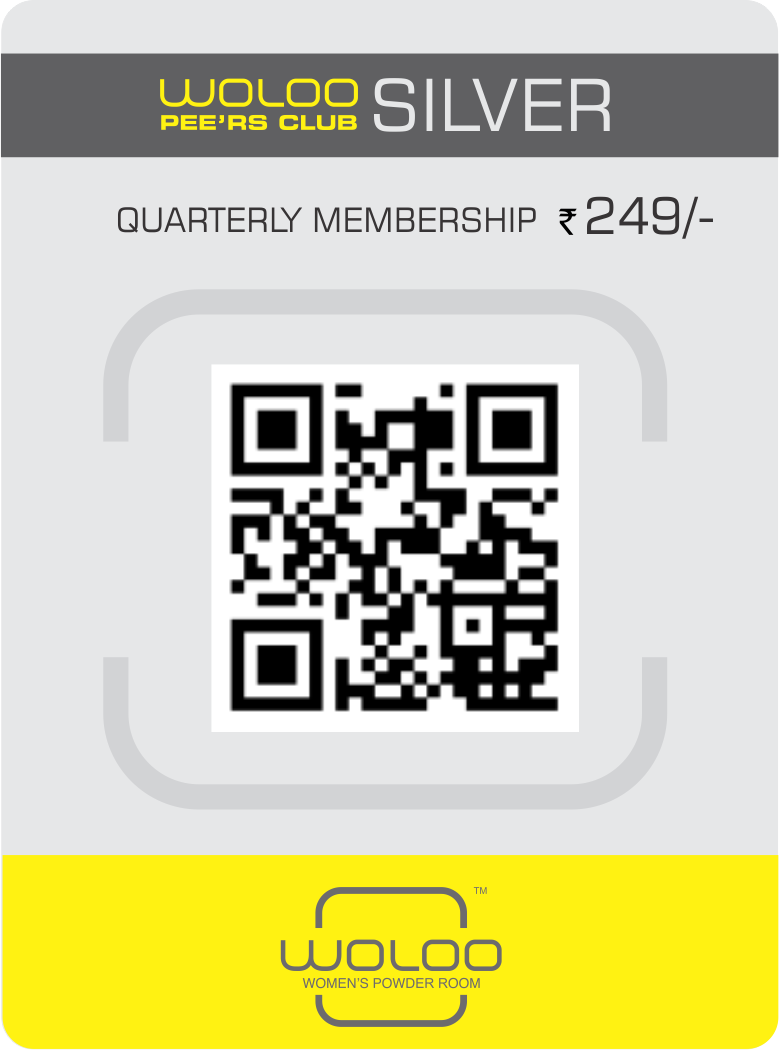 WOLOO
PEE'RS CLUB SILVER
QUARTERLY MEMBERSHIP ₹ 249/-
TM
WOLOO
WOMEN'S POWDER ROOM